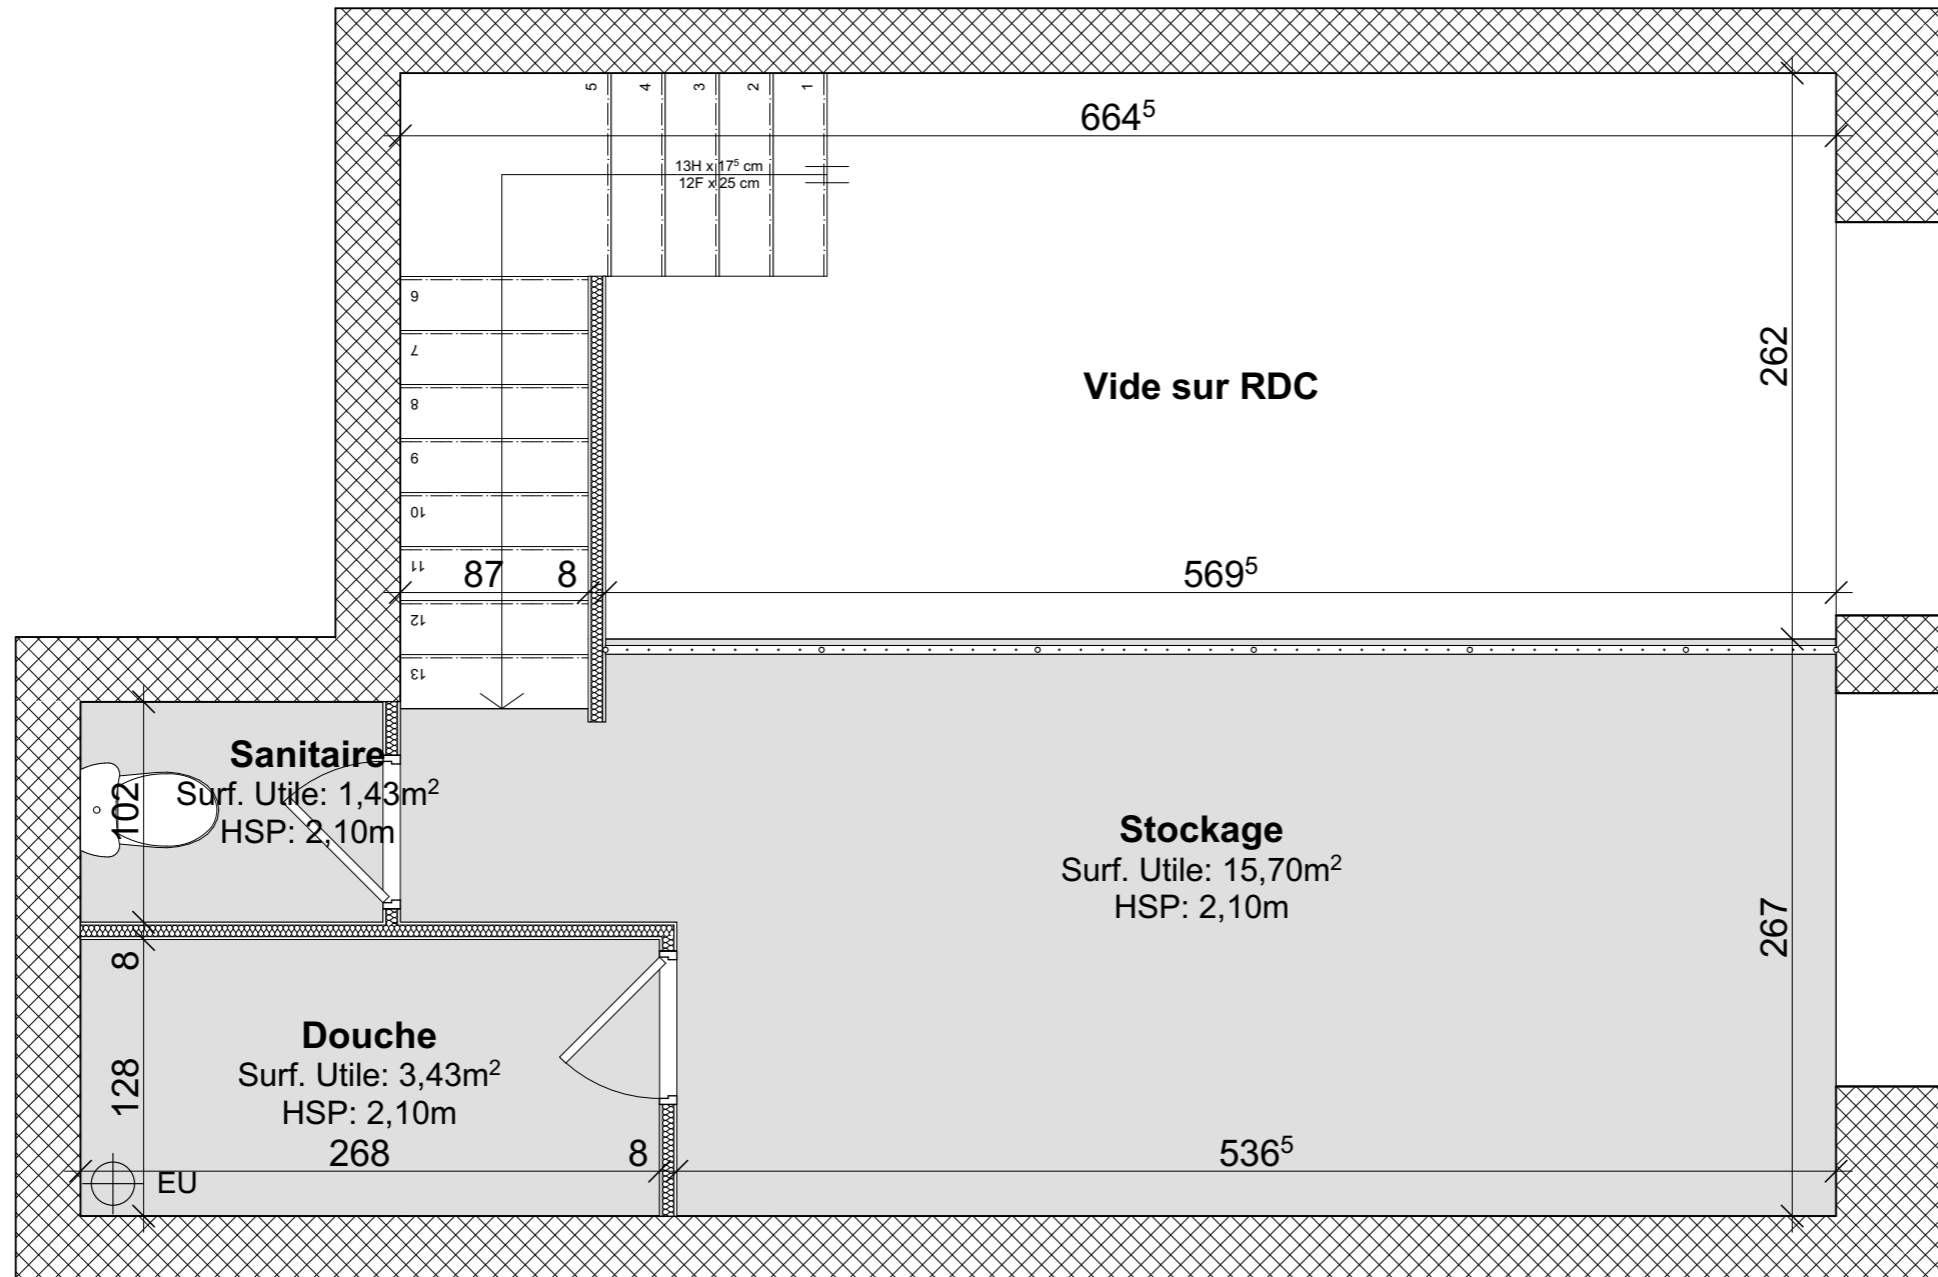 5
4
3
2
1
664⁵
13H x 17⁵ cm
12F x 25 cm
6
7
8
9
10
11
12
13
Vide sur RDC
262
87
8
569⁵
Sanitaire
Surf. Utile: 1,43m²
HSP: 2,10m
102
Stockage
Surf. Utile: 15,70m²
HSP: 2,10m
267
8
Douche
Surf. Utile: 3,43m²
HSP: 2,10m
128
268
8
536⁵
EU